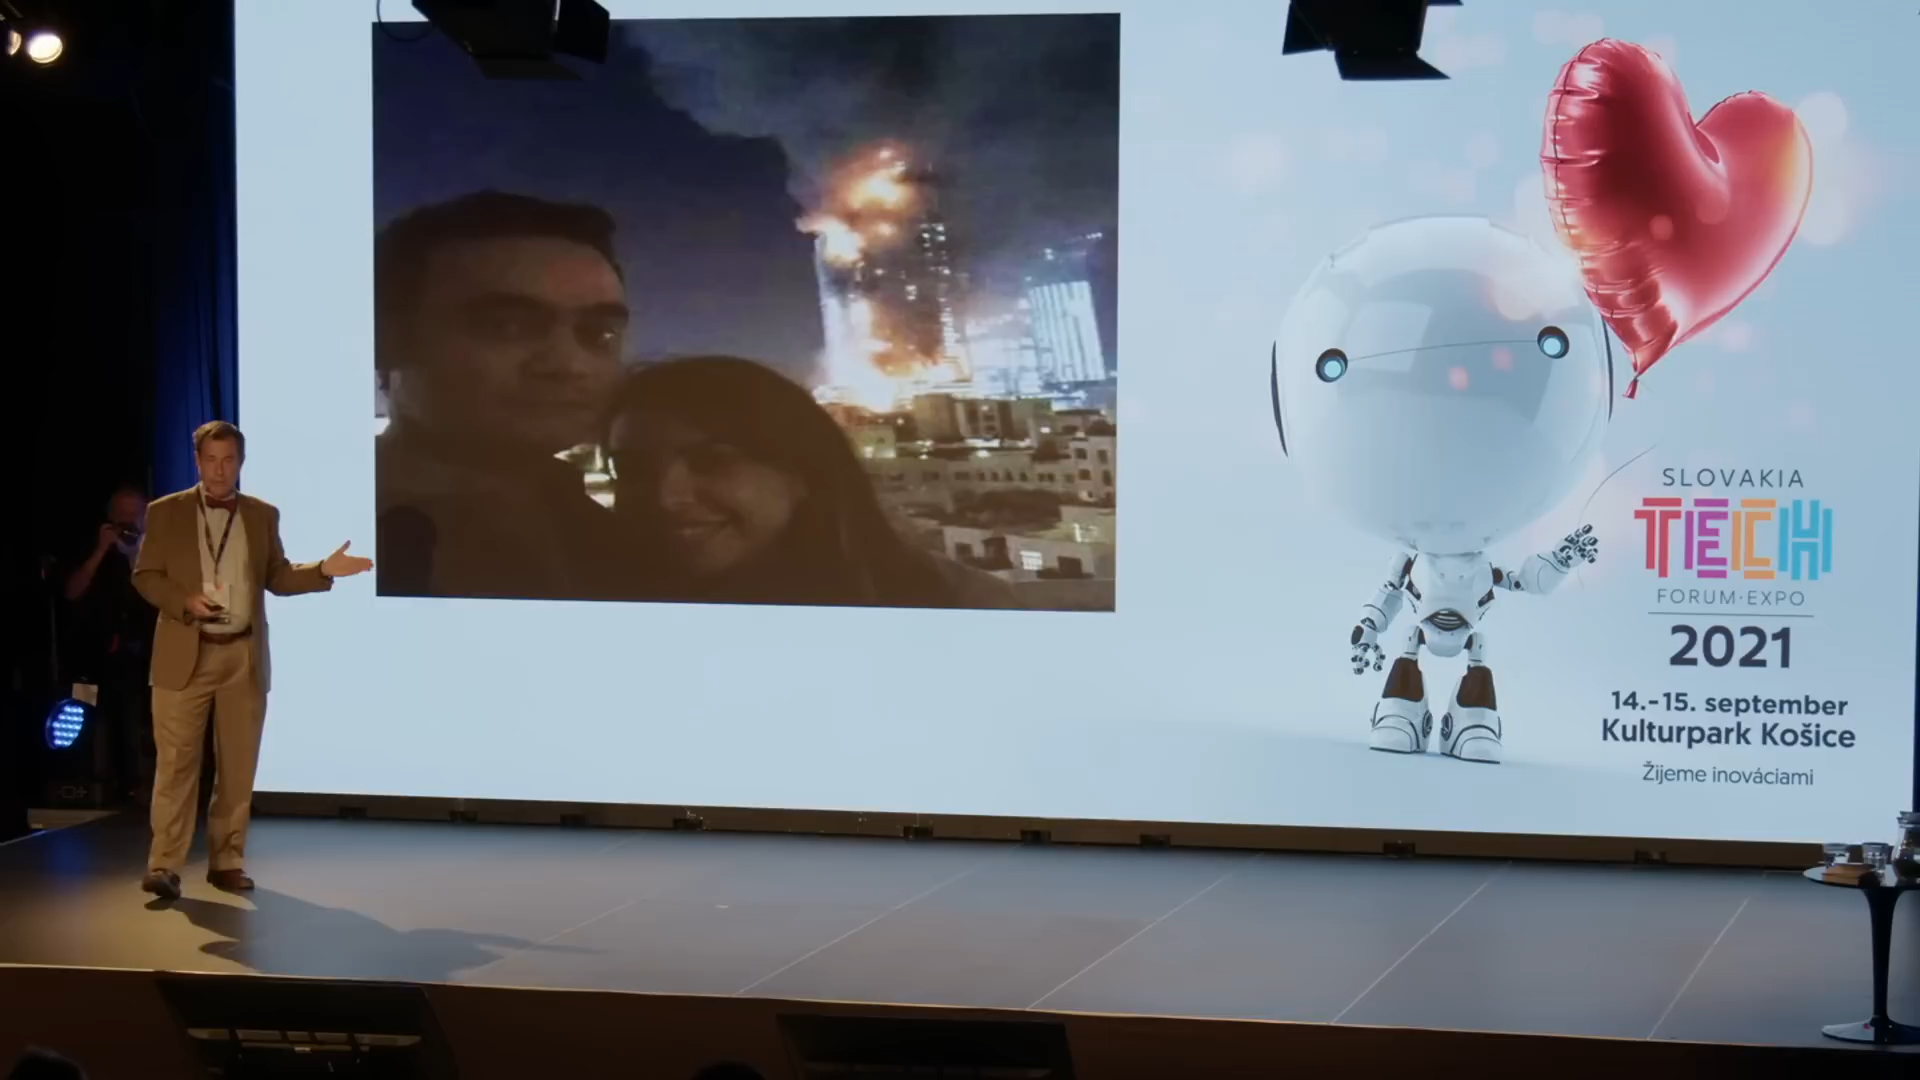 SLOVAKIA
TECH
FORUM·EXPO
2021
14.-15. september
Kulturpark Košice
Žijeme inováciami